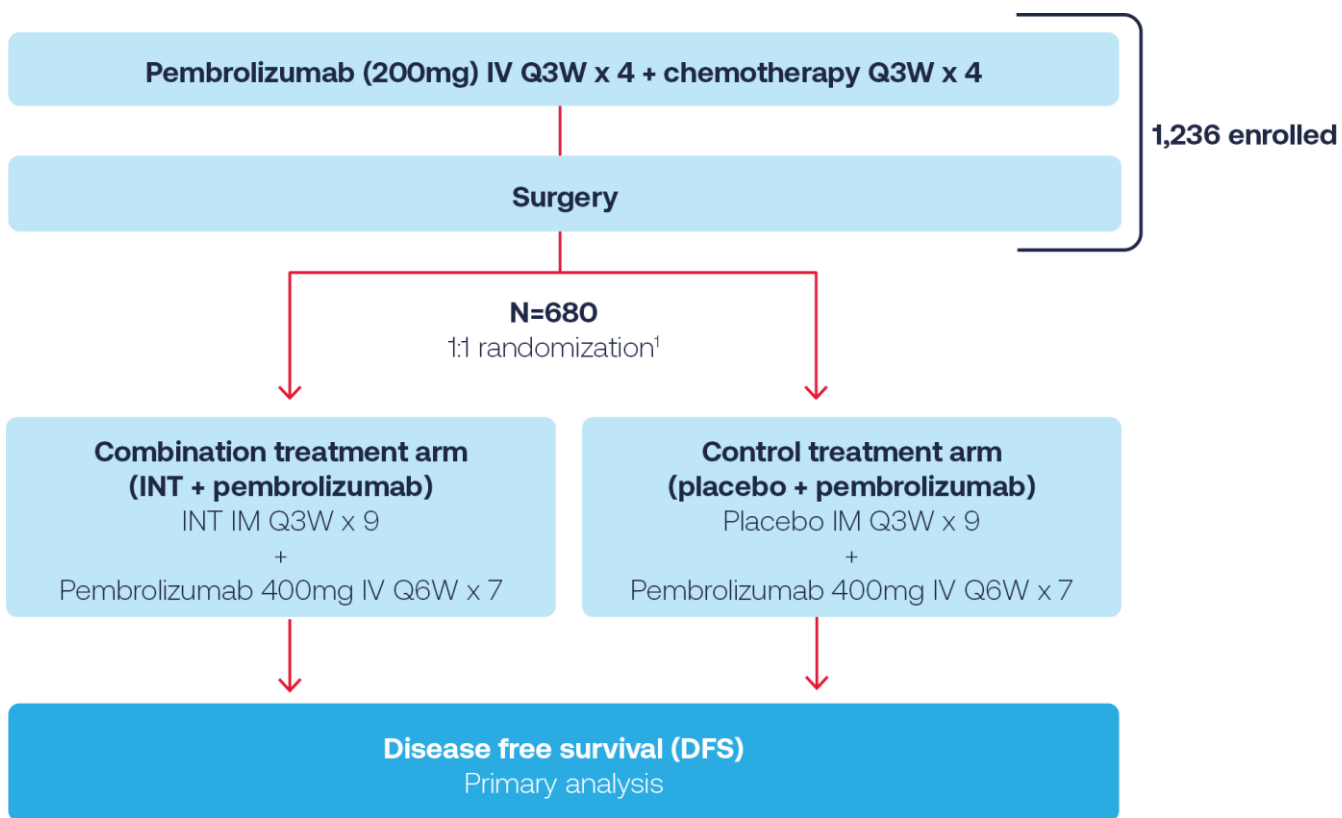 Pembrolizumab (200mg) IV Q3W x 4 + chemotherapy Q3W x 4
1,236 enrolled
Surgery
N=680
1:1 randomization¹
Combination treatment arm
(INT + pembrolizumab)
INT IM Q3W x 9
+
Pembrolizumab 400mg IV Q6W x 7
Control treatment arm
(placebo + pembrolizumab)
Placebo IM Q3W x 9
+
Pembrolizumab 400mg IV Q6W x 7
Disease free survival (DFS)
Primary analysis